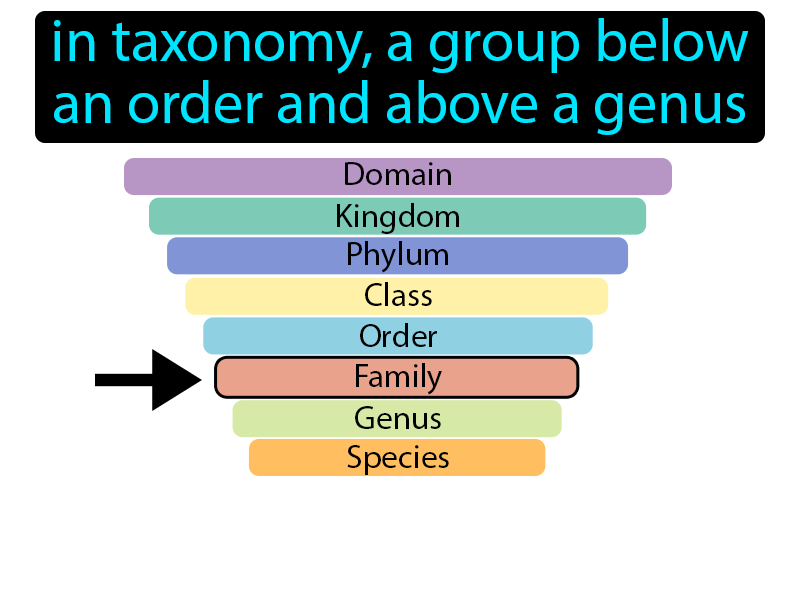 in taxonomy, a group below
an order and above a genus
Domain
Kingdom
Phylum
Class
Order
Family
Genus
Species